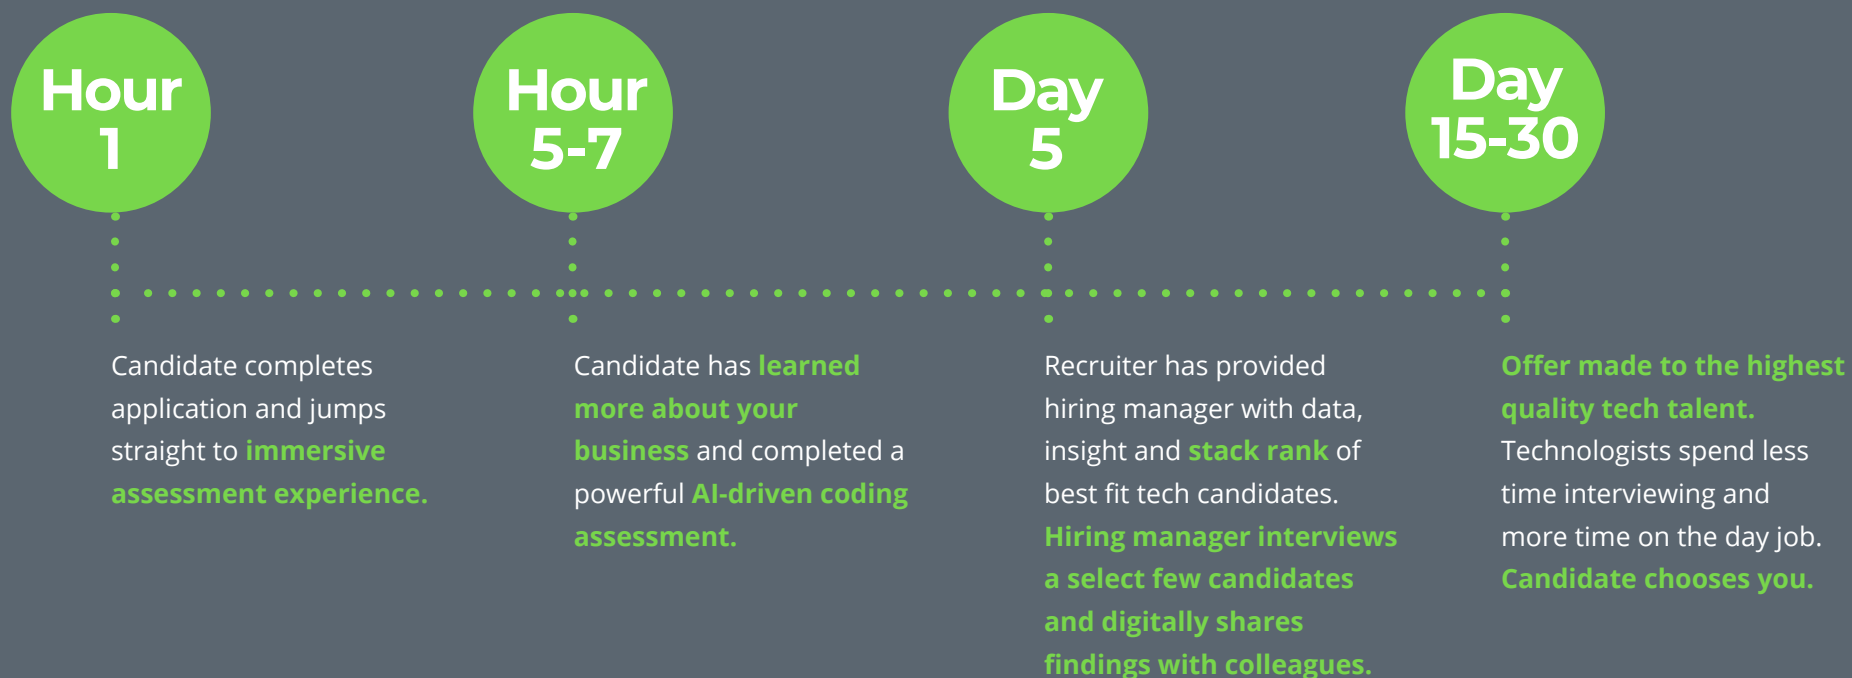 Hour
1
Candidate completes
application and jumps
straight to immersive
assessment experience.
Hour
5-7
Candidate has learned
more about your
business and completed a
powerful AI-driven coding
assessment.
Day
5
Recruiter has provided
hiring manager with data,
insight and stack rank of
best fit tech candidates.
Hiring manager interviews
a select few candidates
and digitally shares
findings with colleagues.
Day
15-30
Offer made to the highest
quality tech talent.
Technologists spend less
time interviewing and
more time on the day job.
Candidate chooses you.